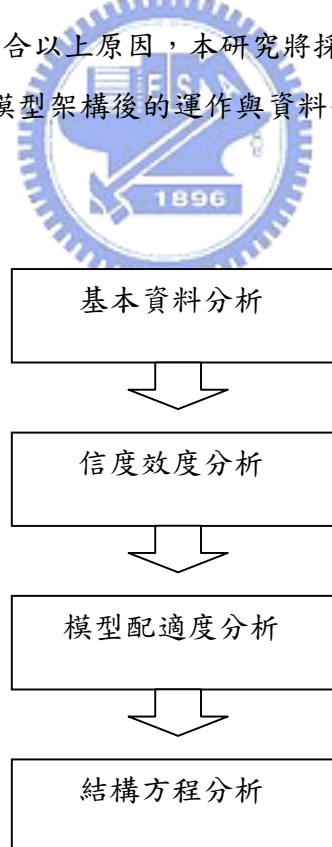 合以上原因，本研究將採
模型架構後的運作與資料
ES
1896
基本資料分析
信度效度分析
模型配適度分析
結構方程分析